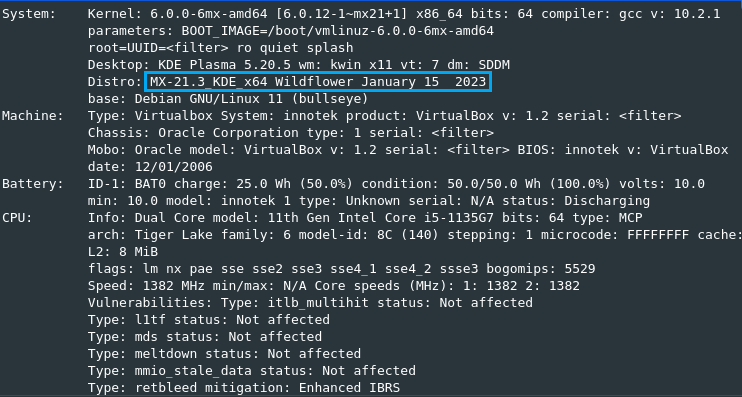 System:    Kernel: 6.0.0-6mx-amd64 [6.0.12-1~mx21+1] x86_64 bits: 64 compiler: gcc v: 10.2.1
parameters: BOOT_IMAGE=/boot/vmlinuz-6.0.0-6mx-amd64
root=UUID=<filter> ro quiet splash
Desktop: KDE Plasma 5.20.5 wm: kwin_x11 vt: 7 dm: SDDM
Distro: MX-21.3_KDE_x64 Wildflower January 15  2023
base: Debian GNU/Linux 11 (bullseye)
Machine:   Type: Virtualbox System: innotek product: VirtualBox v: 1.2 serial: <filter>
Chassis: Oracle Corporation type: 1 serial: <filter>
Mobo: Oracle model: VirtualBox v: 1.2 serial: <filter> BIOS: innotek v: VirtualBox
date: 12/01/2006
Battery:   ID-1: BAT0 charge: 25.0 Wh (50.0%) condition: 50.0/50.0 Wh (100.0%) volts: 10.0
min: 10.0 model: innotek 1 type: Unknown serial: N/A status: Discharging
CPU:       Info: Dual Core model: 11th Gen Intel Core i5-1135G7 bits: 64 type: MCP
arch: Tiger Lake family: 6 model-id: 8C (140) stepping: 1 microcode: FFFFFFFF cache:
L2: 8 MiB
flags: lm nx pae sse sse2 sse3 sse4_1 sse4_2 ssse3 bogomips: 5529
Speed: 1382 MHz min/max: N/A Core speeds (MHz): 1: 1382 2: 1382
Vulnerabilities: Type: itlb_multihit status: Not affected
Type: l1tf status: Not affected
Type: mds status: Not affected
Type: meltdown status: Not affected
Type: mmio_stale_data status: Not affected
Type: retbleed mitigation: Enhanced IBRS